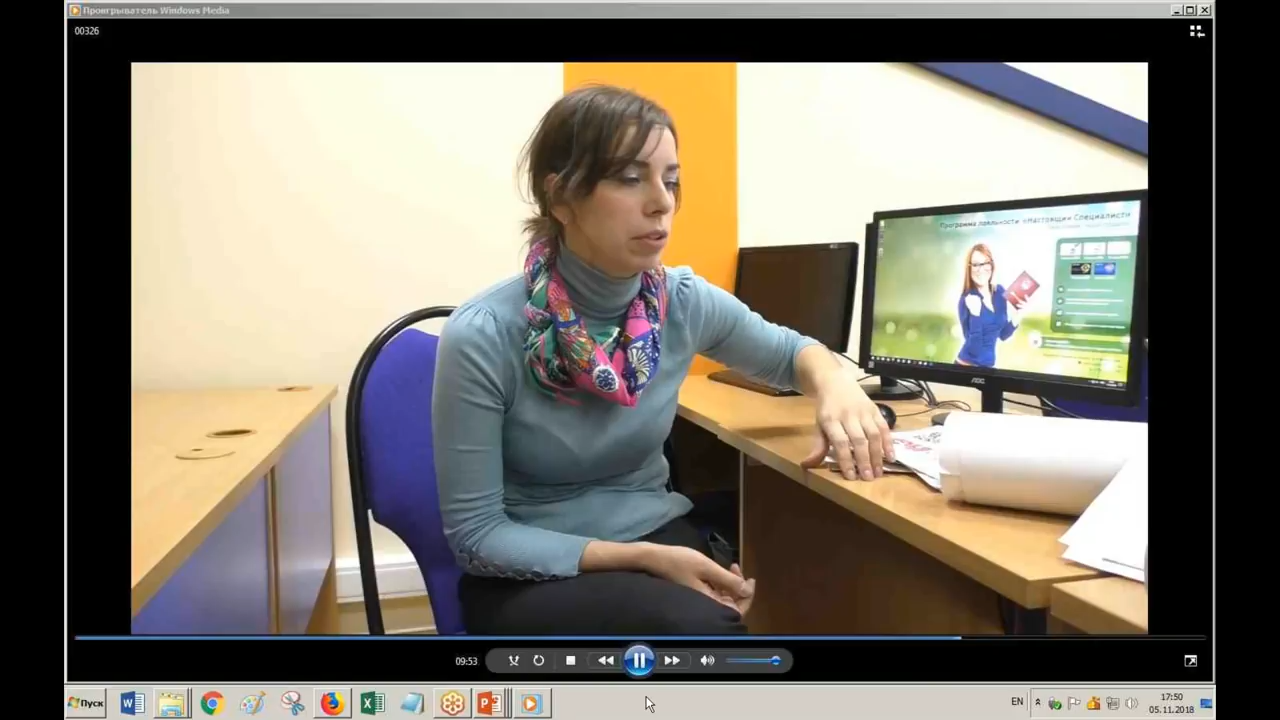 Проигрыватель Windows Media
00326
Программа лояльности «Настоящий Специалист»
AOC
09:53
Пуск
EN
17:50
05.11.2018